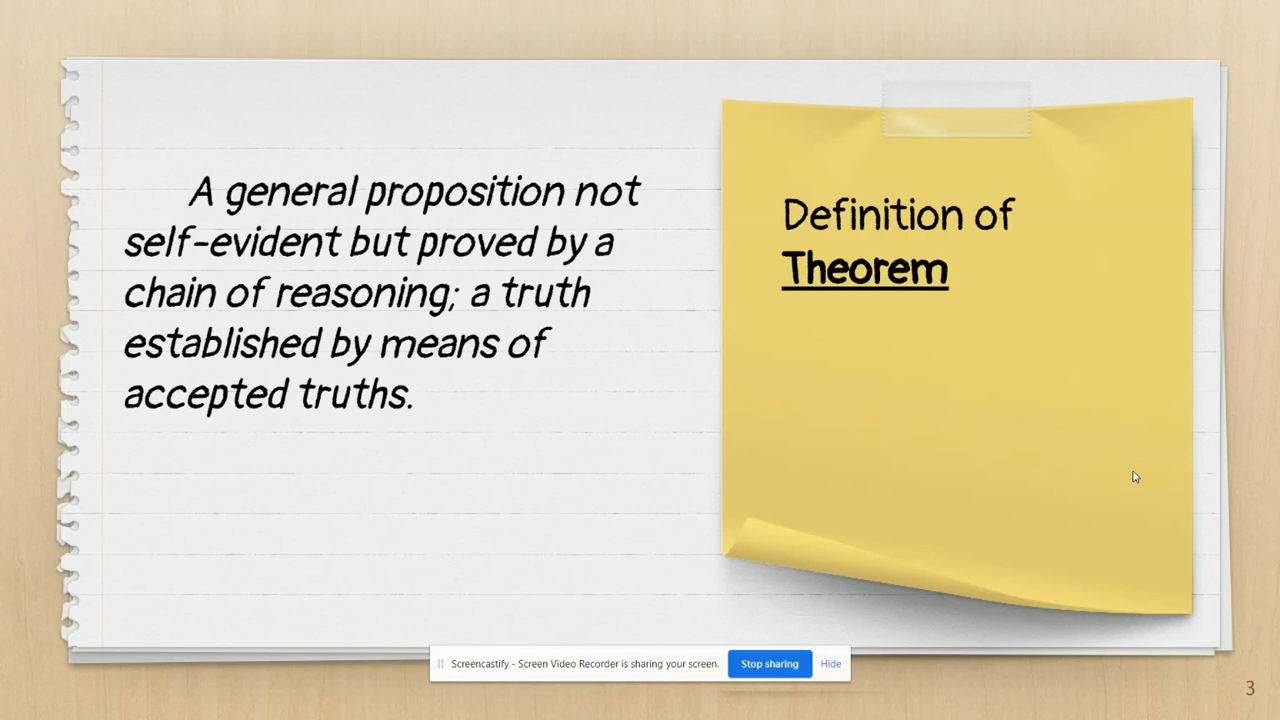 A general proposition not
self-evident but proved by a
chain of reasoning; a truth
established by means of
accepted truths.
Definition of
Theorem
Screencastify - Screen Video Recorder is sharing your screen.
Stop sharing
Hide
3